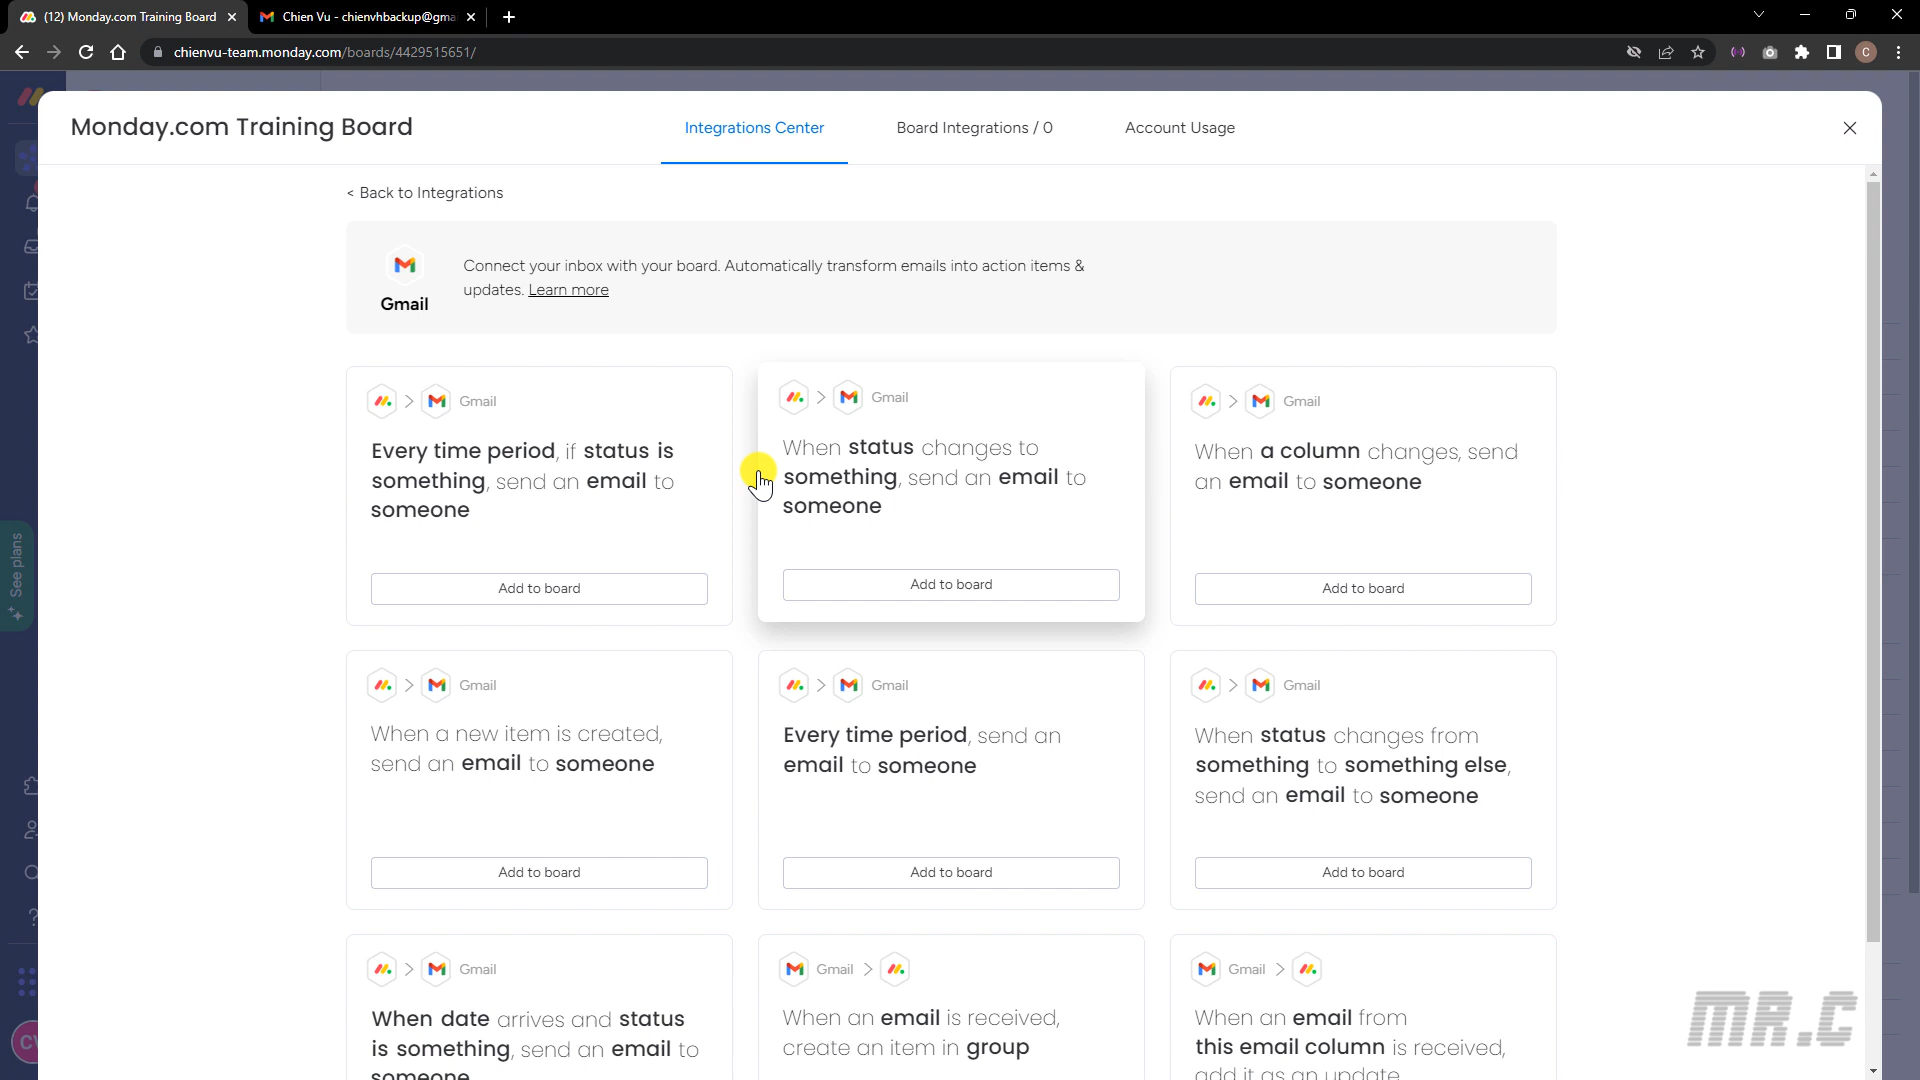 (12) Monday.com Training Board
Chien Vu - chienvhbackup@gma
chienvu-team.monday.com/boards/4429515651/
C
Monday.com Training Board
Integrations Center
Board Integrations / 0
Account Usage
< Back to Integrations
Gmail
Connect your inbox with your board. Automatically transform emails into action items &
updates. Learn more
Gmail
Every time period, if status is
something, send an email to
someone
Add to board
Gmail
When status changes to
something, send an email to
someone
Add to board
Gmail
When a column changes, send
an email to someone
Add to board
See plans
Gmail
When a new item is created,
send an email to someone
Add to board
Gmail
Every time period, send an
email to someone
Add to board
Gmail
When status changes from
something to something else,
send an email to someone
Add to board
Gmail
When date arrives and status
is something, send an email to
someone
Gmail
When an email is received,
create an item in group
Gmail
When an email from
this email column is received,
add it as an update
CV
MR.C